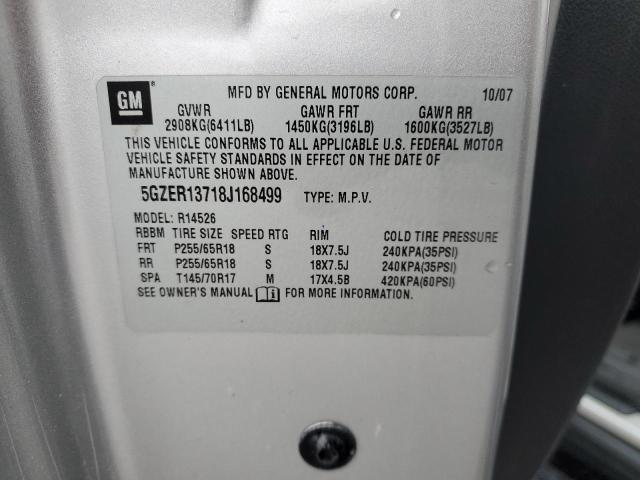 GM® MFD BY GENERAL MOTORS CORP. 10/07
GVWR GAWR FRT GAWR RR
2908KG(6411LB) 1450KG(3196LB) 1600KG(3527LB)
THIS VEHICLE CONFORMS TO ALL APPLICABLE U.S. FEDERAL MOTOR
VEHICLE SAFETY STANDARDS IN EFFECT ON THE DATE OF
MANUFACTURE SHOWN ABOVE.
5GZER13718J168499 TYPE: M.P.V.
MODEL: R14526
RBBM TIRE SIZE SPEED RTG RIM COLD TIRE PRESSURE
FRT P255/65R18 S 18X7.5J 240KPA(35PSI)
RR P255/65R18 S 18X7.5J 240KPA(35PSI)
SPA T145/70R17 M 17X4.5B 420KPA(60PSI)
SEE OWNER'S MANUAL FOR MORE INFORMATION.